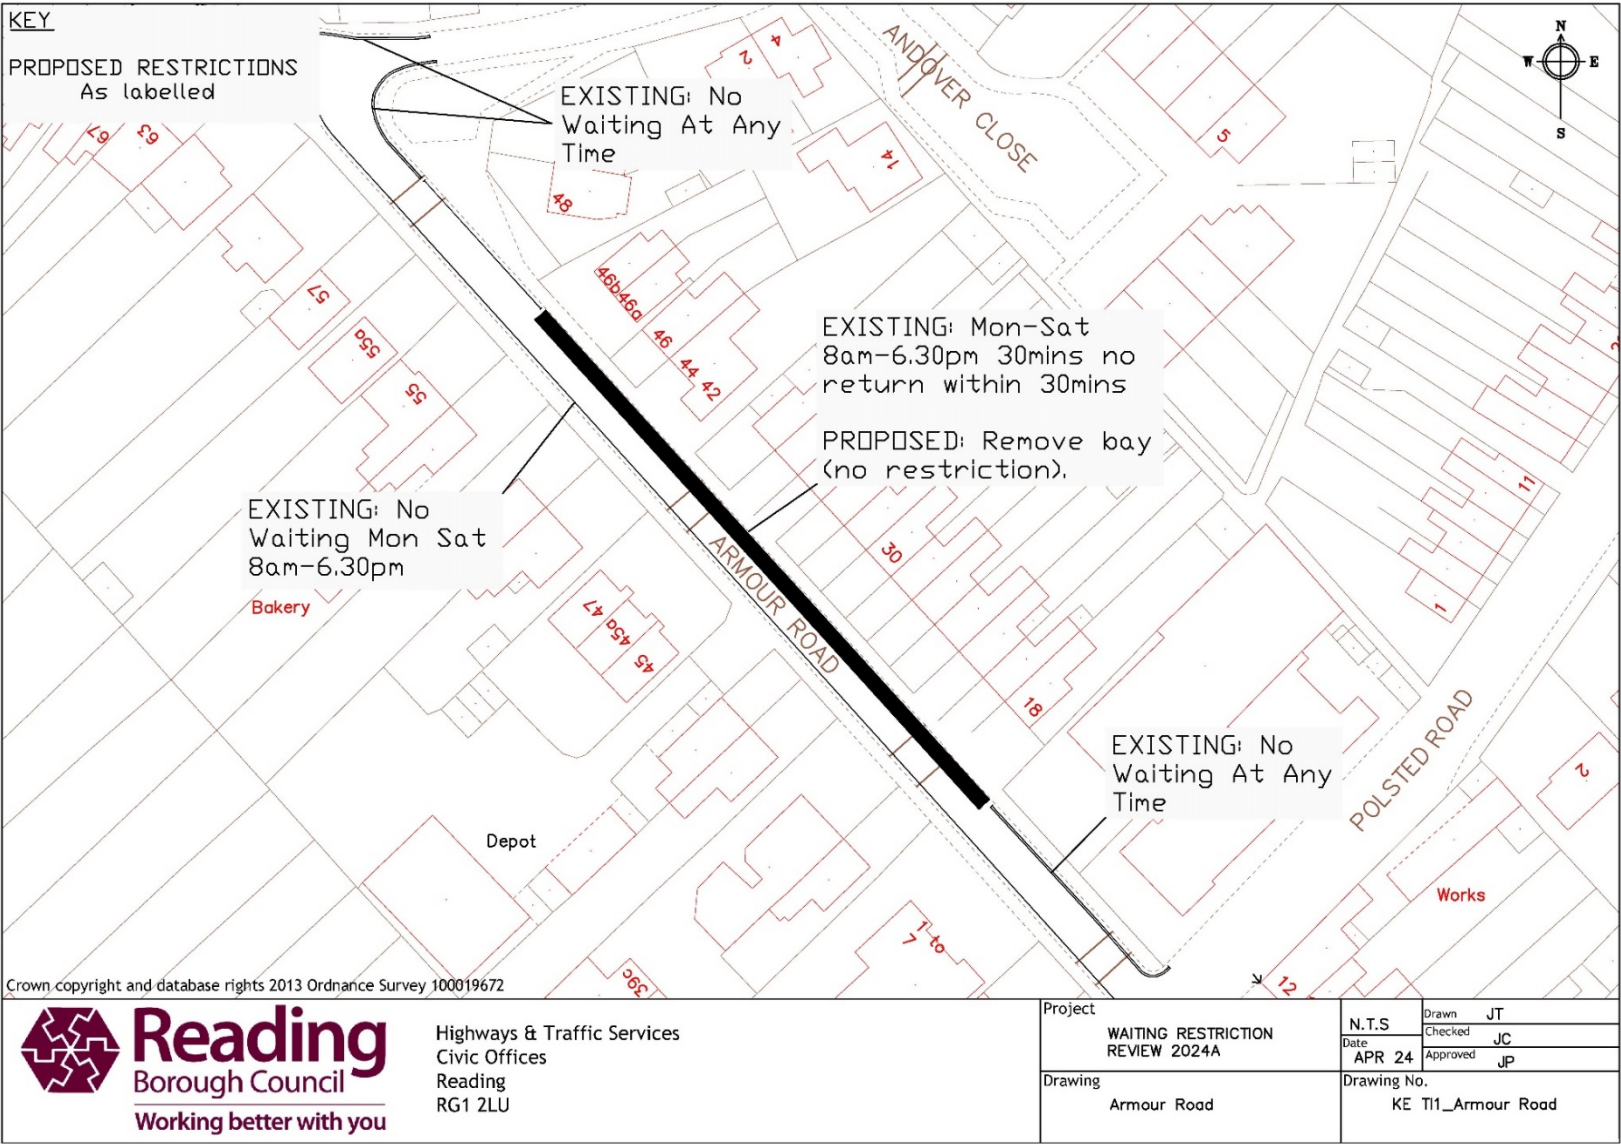 KEY
PROPOSED RESTRICTIONS
As labelled
N
W
E
S
EXISTING: No
Waiting At Any
Time
ANDOVER CLOSE
67
63
2
4
14
5
48
46b46a
46
44
42
57
55a
55
EXISTING: Mon-Sat
8am-6.30pm 30mins no
return within 30mins
PROPOSED: Remove bay
(no restriction).
EXISTING: No
Waiting Mon Sat
8am-6.30pm
Bakery
ARMOUR ROAD
30
11
1
47
45a
45
18
EXISTING: No
Waiting At Any
Time
POLSTED ROAD
2
Depot
Works
1 to
7
39c
12
Crown copyright and database rights 2013 Ordnance Survey 100019672
Reading
Borough Council
Working better with you
Highways & Traffic Services
Civic Offices
Reading
RG1 2LU
Project
WAITING RESTRICTION
REVIEW 2024A
Drawing
Armour Road
N.T.S
Date
APR 24
Drawn JT
Checked JC
Approved JP
Drawing No.
KE TI1_Armour Road